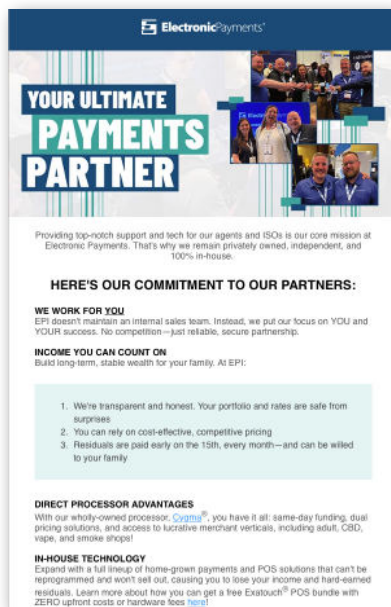 ElectronicPayments
YOUR ULTIMATE
PAYMENTS
PARTNER
Providing top-notch support and tech for our agents and ISOs is our core mission at
Electronic Payments. That's why we remain privately owned, independent, and
100% in-house.
HERE'S OUR COMMITMENT TO OUR PARTNERS:
WE WORK FOR YOU
EPI doesn't maintain an internal sales team. Instead, we put our focus on YOU and
YOUR success. No competition—just reliable, secure partnership.
INCOME YOU CAN COUNT ON
Build long-term, stable wealth for your family. At EPI:
1. We're transparent and honest. Your portfolio and rates are safe from
surprises
2. You can rely on cost-effective, competitive percentages
3. Residuals are paid early on the 15th, every month—and can be willed
to your family
DIRECT PROCESSOR ADVANTAGES
With our wholly-owned processor, Cygma®, you have it all: same-day funding, dual
pricing solutions, and access to lucrative merchant verticals, including adult, CBD,
vape, and smoke shops!
IN-HOUSE TECHNOLOGY
Expand with a full lineup of home-grown payments and POS solutions that can't be
reprogrammed and won't sell out, causing you to lose your income and hard-earned
residuals. Learn more about how you can get a free Exatouch® POS bundle with
ZERO upfront costs or hardware fees here!